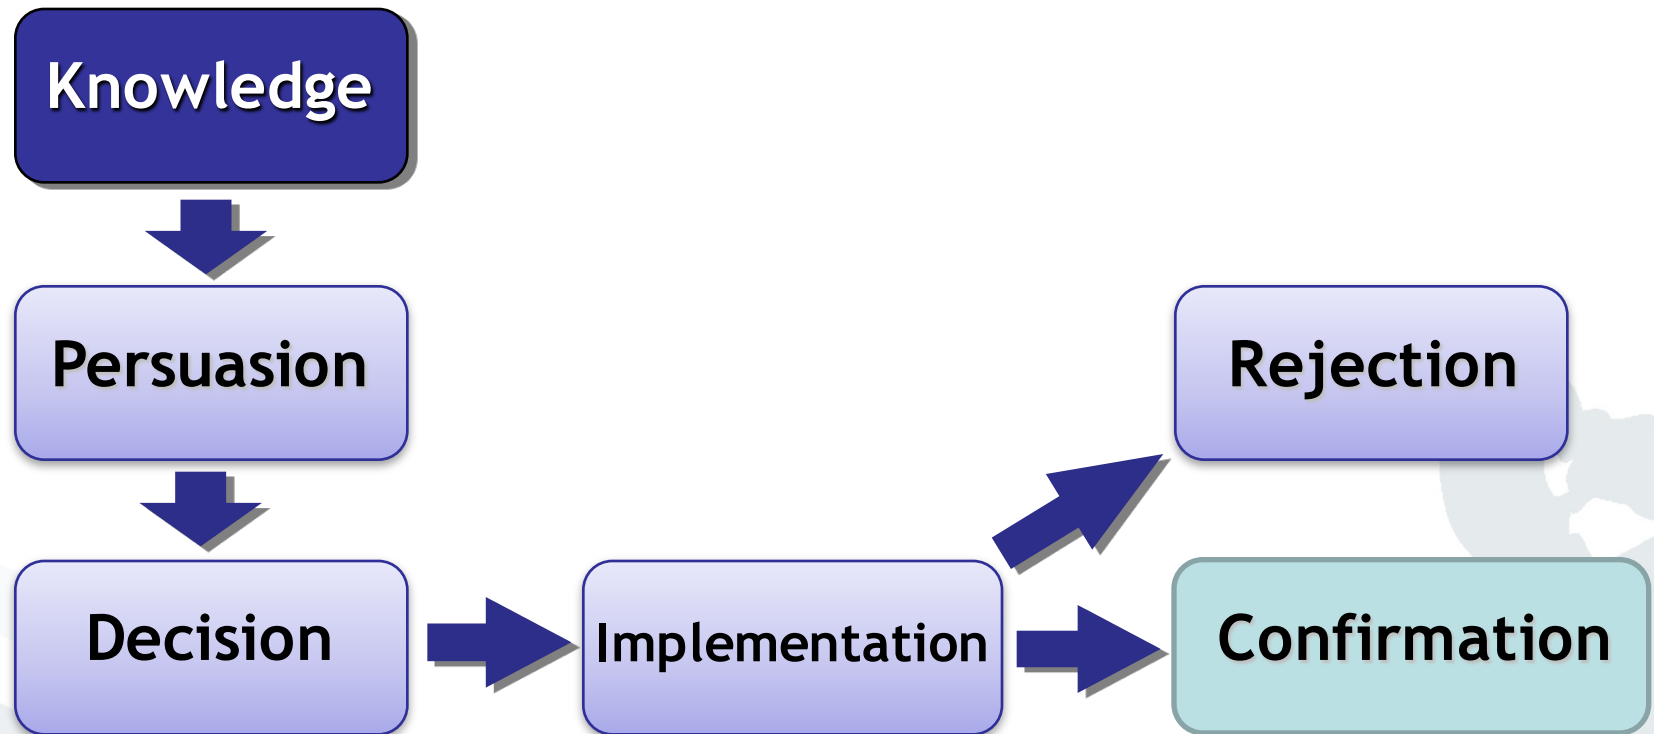 Knowledge
Persuasion
Rejection
Decision
Implementation
Confirmation